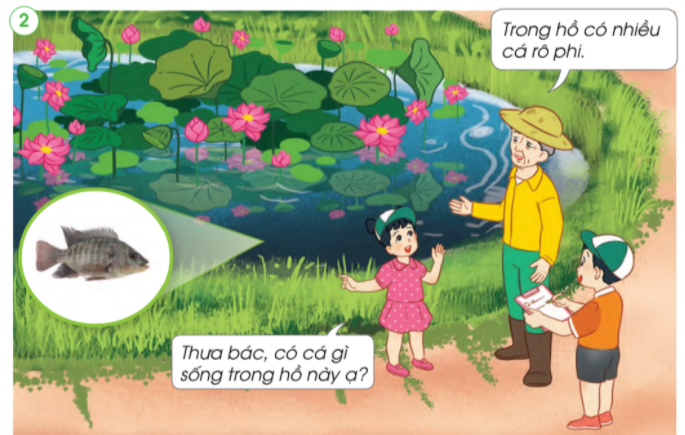 2
Trong hồ có nhiều
cá rô phi.
Thưa bác, có cá gì
sống trong hồ này ạ?